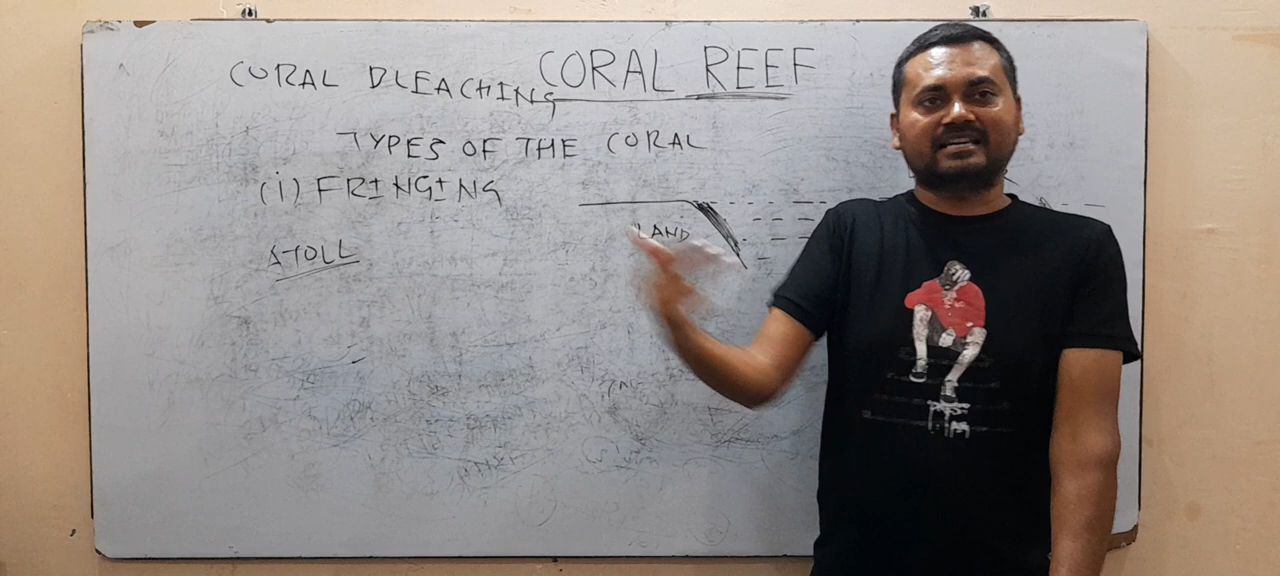 CORAL REEF
CORAL BLEACHING
TYPES OF THE CORAL
(i) FRINGING
LAND
ATOLL